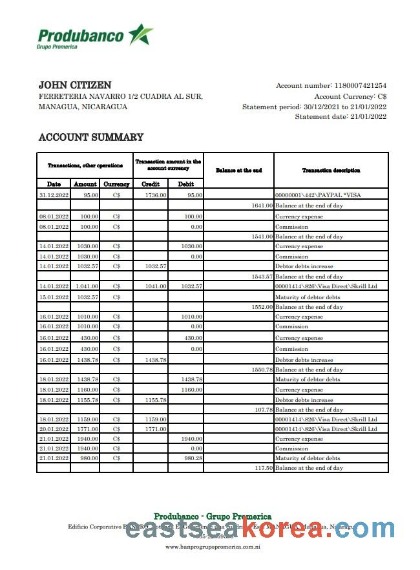 Produbanco
Grupo Promerica
JOHN CITIZEN
FERRETERIA NAVARRO 1/2 CUADRA AL SUR,
MANAGUA, NICARAGUA
Account number: 1180007421254
Account Currency: C$
Statement period: 30/12/2021 to 21/01/2022
Statement date: 21/01/2022
ACCOUNT SUMMARY
Transactions, other operations Transaction amount in the account currency Balance at the end Transaction description
Date Amount Currency Credit Debit
31.12.2022 95.00 C$ 1736.00 95.00 00000001\442\PAYPAL *VISA
1641.00 Balance at the end of day
08.01.2022 100.00 C$ 100.00 Currency expense
08.01.2022 100.00 C$ 0.00 Commission
1541.00 Balance at the end of day
14.01.2022 1030.00 C$ 1030.00 Currency expense
14.01.2022 1030.00 C$ 0.00 Commission
14.01.2022 1032.57 C$ 1032.57 Debtor debts increase
1543.57 Balance at the end of day
14.01.2022 1.041.00 C$ 1041.00 1032.57 00001414\826\Visa Direct\Skrill Ltd
15.01.2022 1032.57 C$ Maturity of debtor debts
1552.00 Balance at the end of day
16.01.2022 1010.00 C$ 1010.00 Currency expense
16.01.2022 1010.00 C$ 0.00 Commission
16.01.2022 430.00 C$ 430.00 Currency expense
16.01.2022 430.00 C$ 0.00 Commission
16.01.2022 1438.78 C$ 1438.78 Debtor debts increase
1550.78 Balance at the end of day
18.01.2022 1438.78 C$ 1438.78 Maturity of debtor debts
18.01.2022 1160.00 C$ 1160.00 Currency expense
18.01.2022 1155.78 C$ 1155.78 Debtor debts increase
107.78 Balance at the end of day
18.01.2022 1159.00 C$ 1159.00 00001414\826\Visa Direct\Skrill Ltd
20.01.2022 1771.00 C$ 1771.00 00001414\826\Visa Direct\Skrill Ltd
21.01.2022 1940.00 C$ 1940.00 Currency expense
21.01.2022 1940.00 C$ 0.00 Commission
21.01.2022 980.00 C$ 980.28 Maturity of debtor debts
117.50 Balance at the end of day
Produbanco - Grupo Promerica
Edificio Corporativo
eastseakorea.com
www.bancogrupopromerica.com.ni